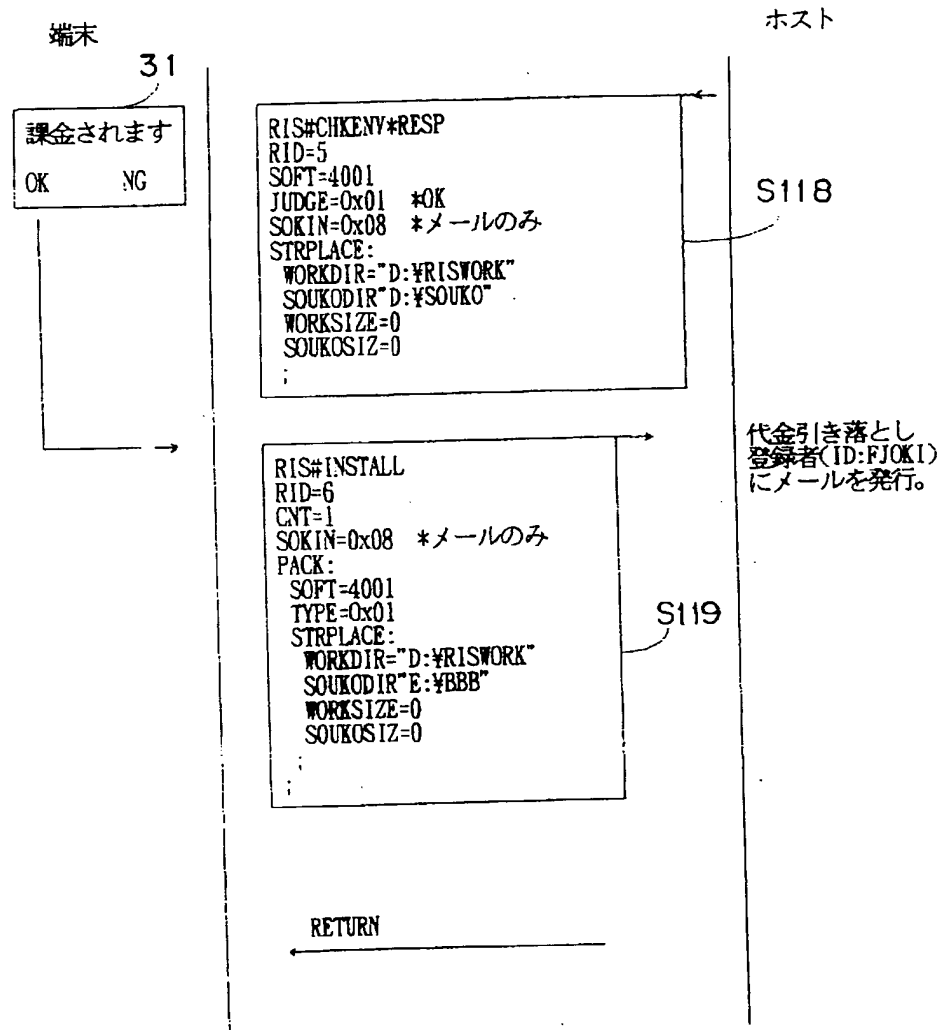 端末
ホスト
31
課金されます
OK NG
RIS#CHKENV*RESP
RID=5
SOFT=4001
JUDGE=0x01 *OK
SOKIN=0x08 *メールのみ
STRPLACE:
WORKDIR="D:¥RISWORK"
SOUKODIR"D:¥SOUKO"
WORKSIZE=0
SOUKOSIZ=0
;
S118
代金引き落とし
登録者(ID:FJOKI)
にメールを発行。
RIS#INSTALL
RID=6
CNT=1
SOKIN=0x08 *メールのみ
PACK:
SOFT=4001
TYPE=0x01
STRPLACE:
WORKDIR="D:¥RISWORK"
SOUKODIR"E:¥BBB"
WORKSIZE=0
SOUKOSIZ=0
;
;
S119
RETURN